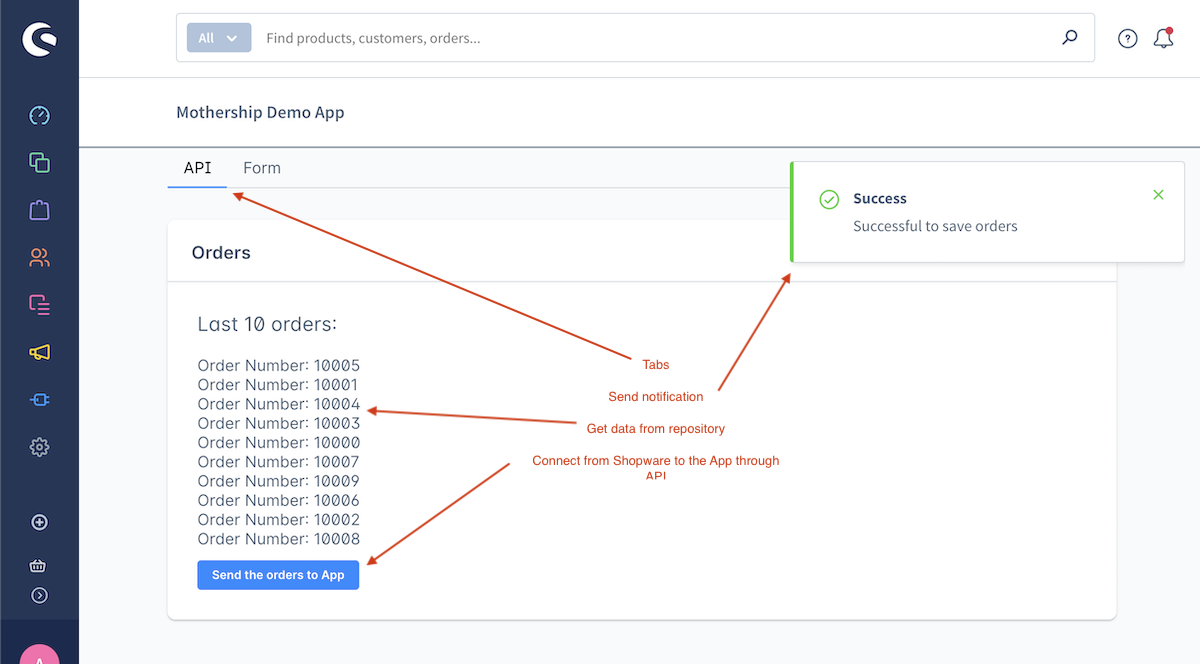 All
Find products, customers, orders...
Mothership Demo App
API
Form
Success
Successful to save orders
Orders
Last 10 orders:
Order Number: 10005
Order Number: 10001
Order Number: 10004
Order Number: 10003
Order Number: 10000
Order Number: 10007
Order Number: 10009
Order Number: 10006
Order Number: 10002
Order Number: 10008
Send the orders to App
Tabs
Send notification
Get data from repository
Connect from Shopware to the App through
API
A